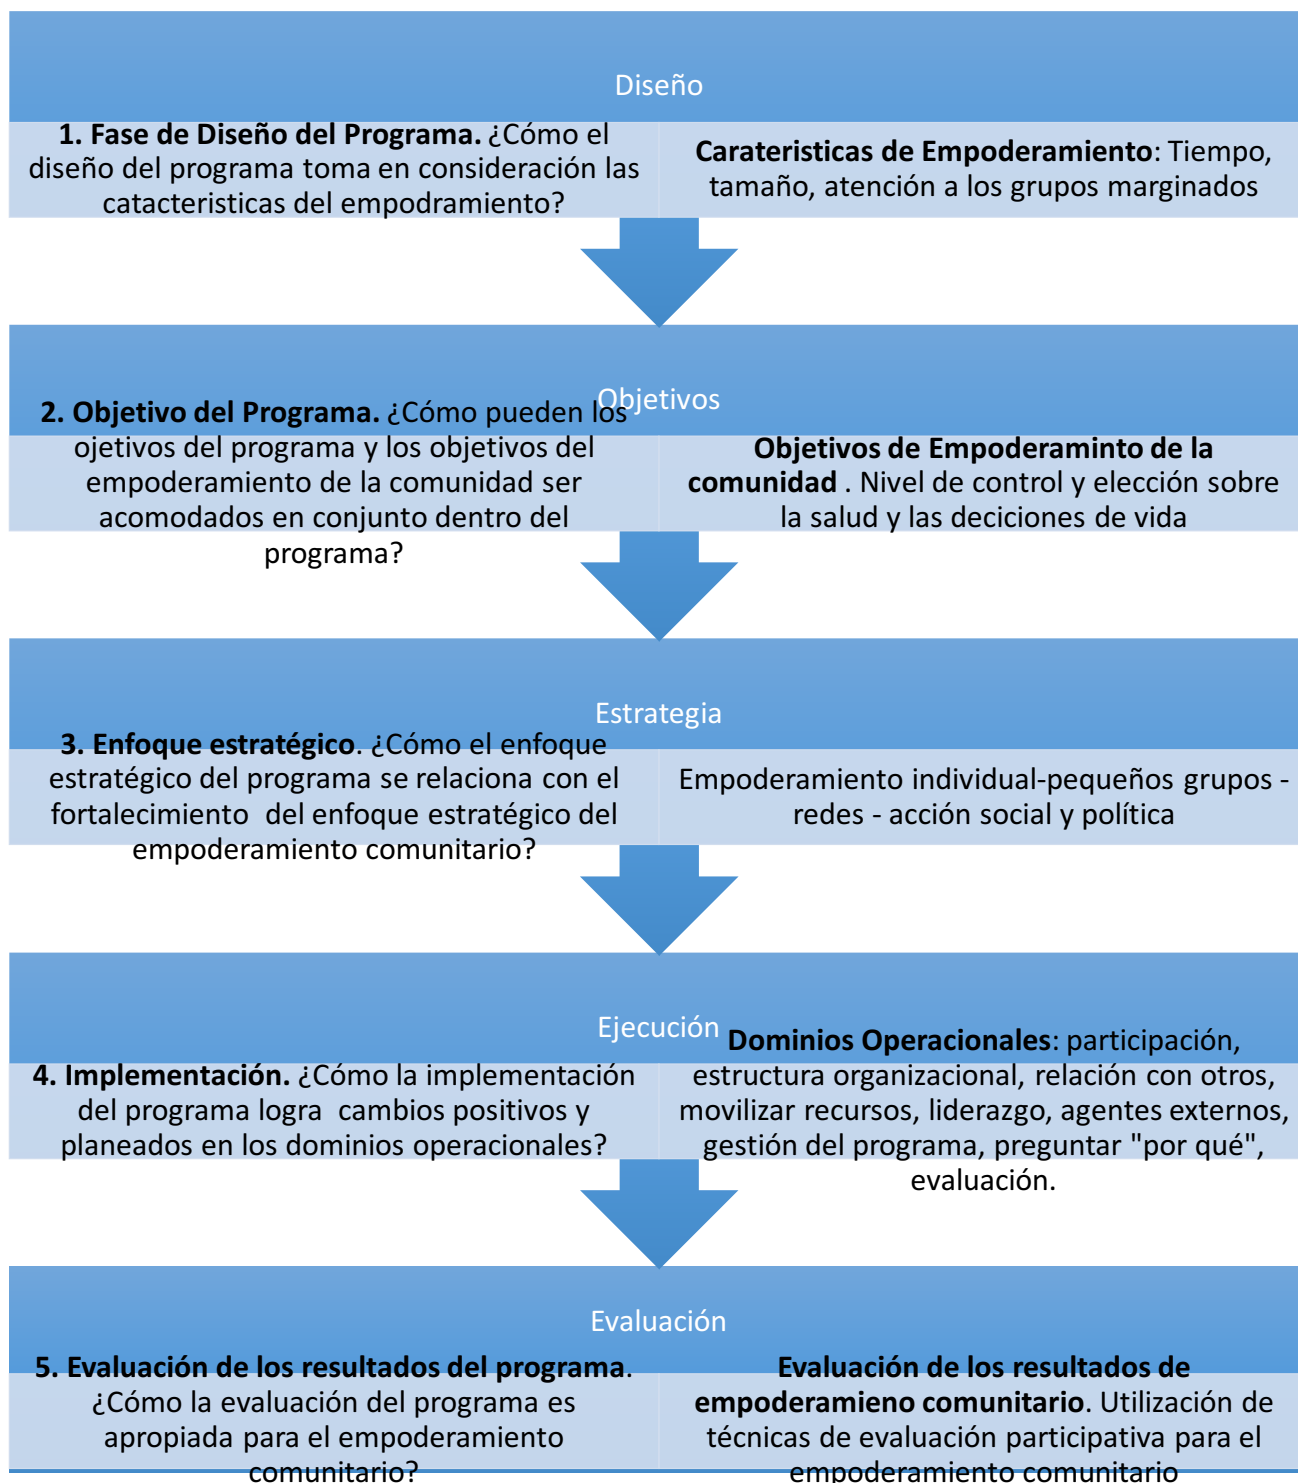 Diseño
1. Fase de Diseño del Programa. ¿Cómo el
diseño del programa toma en consideración las
catacteristicas del empodramiento?
Carateristicas de Empoderamiento: Tiempo,
tamaño, atención a los grupos marginados
Objetivos
2. Objetivo del Programa. ¿Cómo pueden los
ojetivos del programa y los objetivos del
empoderamiento de la comunidad ser
acomodados en conjunto dentro del
programa?
Objetivos de Empoderaminto de la
comunidad . Nivel de control y elección sobre
la salud y las deciciones de vida
Estrategia
3. Enfoque estratégico. ¿Cómo el enfoque
estratégico del programa se relaciona con el
fortalecimiento  del enfoque estratégico del
empoderamiento comunitario?
Empoderamiento individual-pequeños grupos -
redes - acción social y política
Ejecución
4. Implementación. ¿Cómo la implementación
del programa logra  cambios positivos y
planeados en los dominios operacionales?
Dominios Operacionales: participación,
estructura organizacional, relación con otros,
movilizar recursos, liderazgo, agentes externos,
gestión del programa, preguntar "por qué",
evaluación.
Evaluación
5. Evaluación de los resultados del programa.
¿Cómo la evaluación del programa es
apropiada para el empoderamiento
comunitario?
Evaluación de los resultados de
empoderamieno comunitario. Utilización de
técnicas de evaluación participativa para el
empoderamiento comunitario